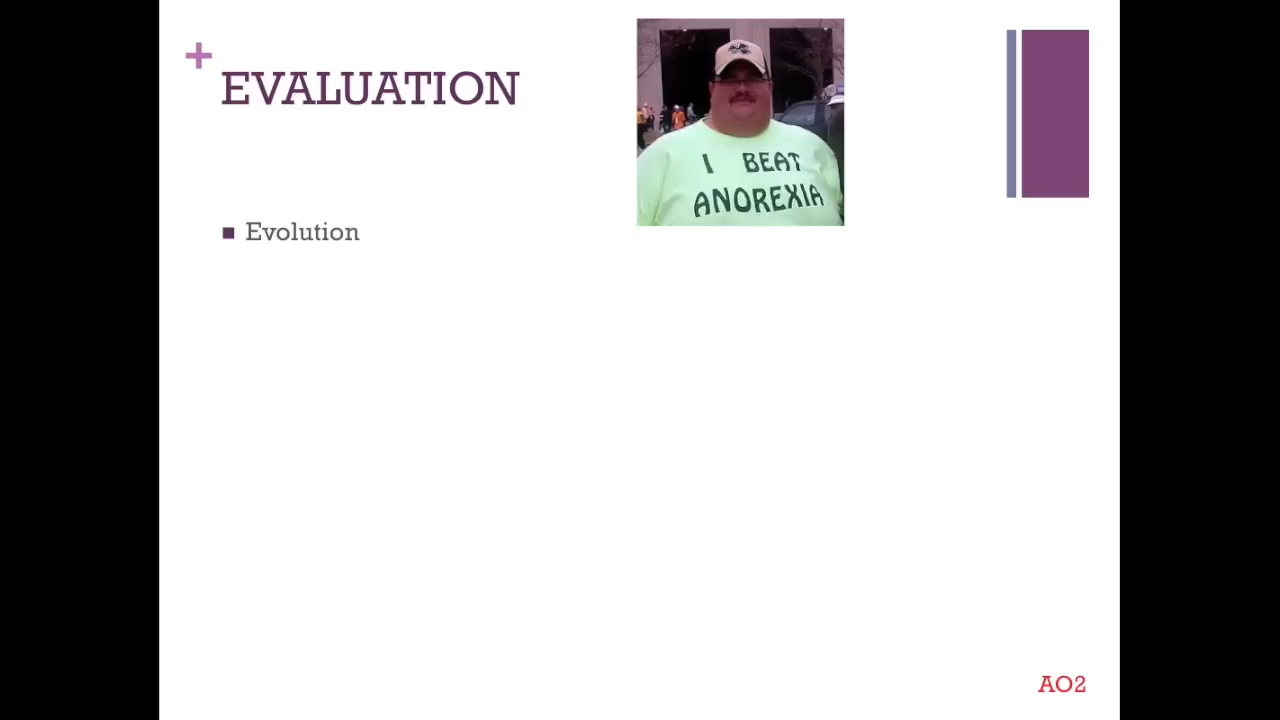 +
EVALUATION
I BEAT
ANOREXIA
■ Evolution
AO2